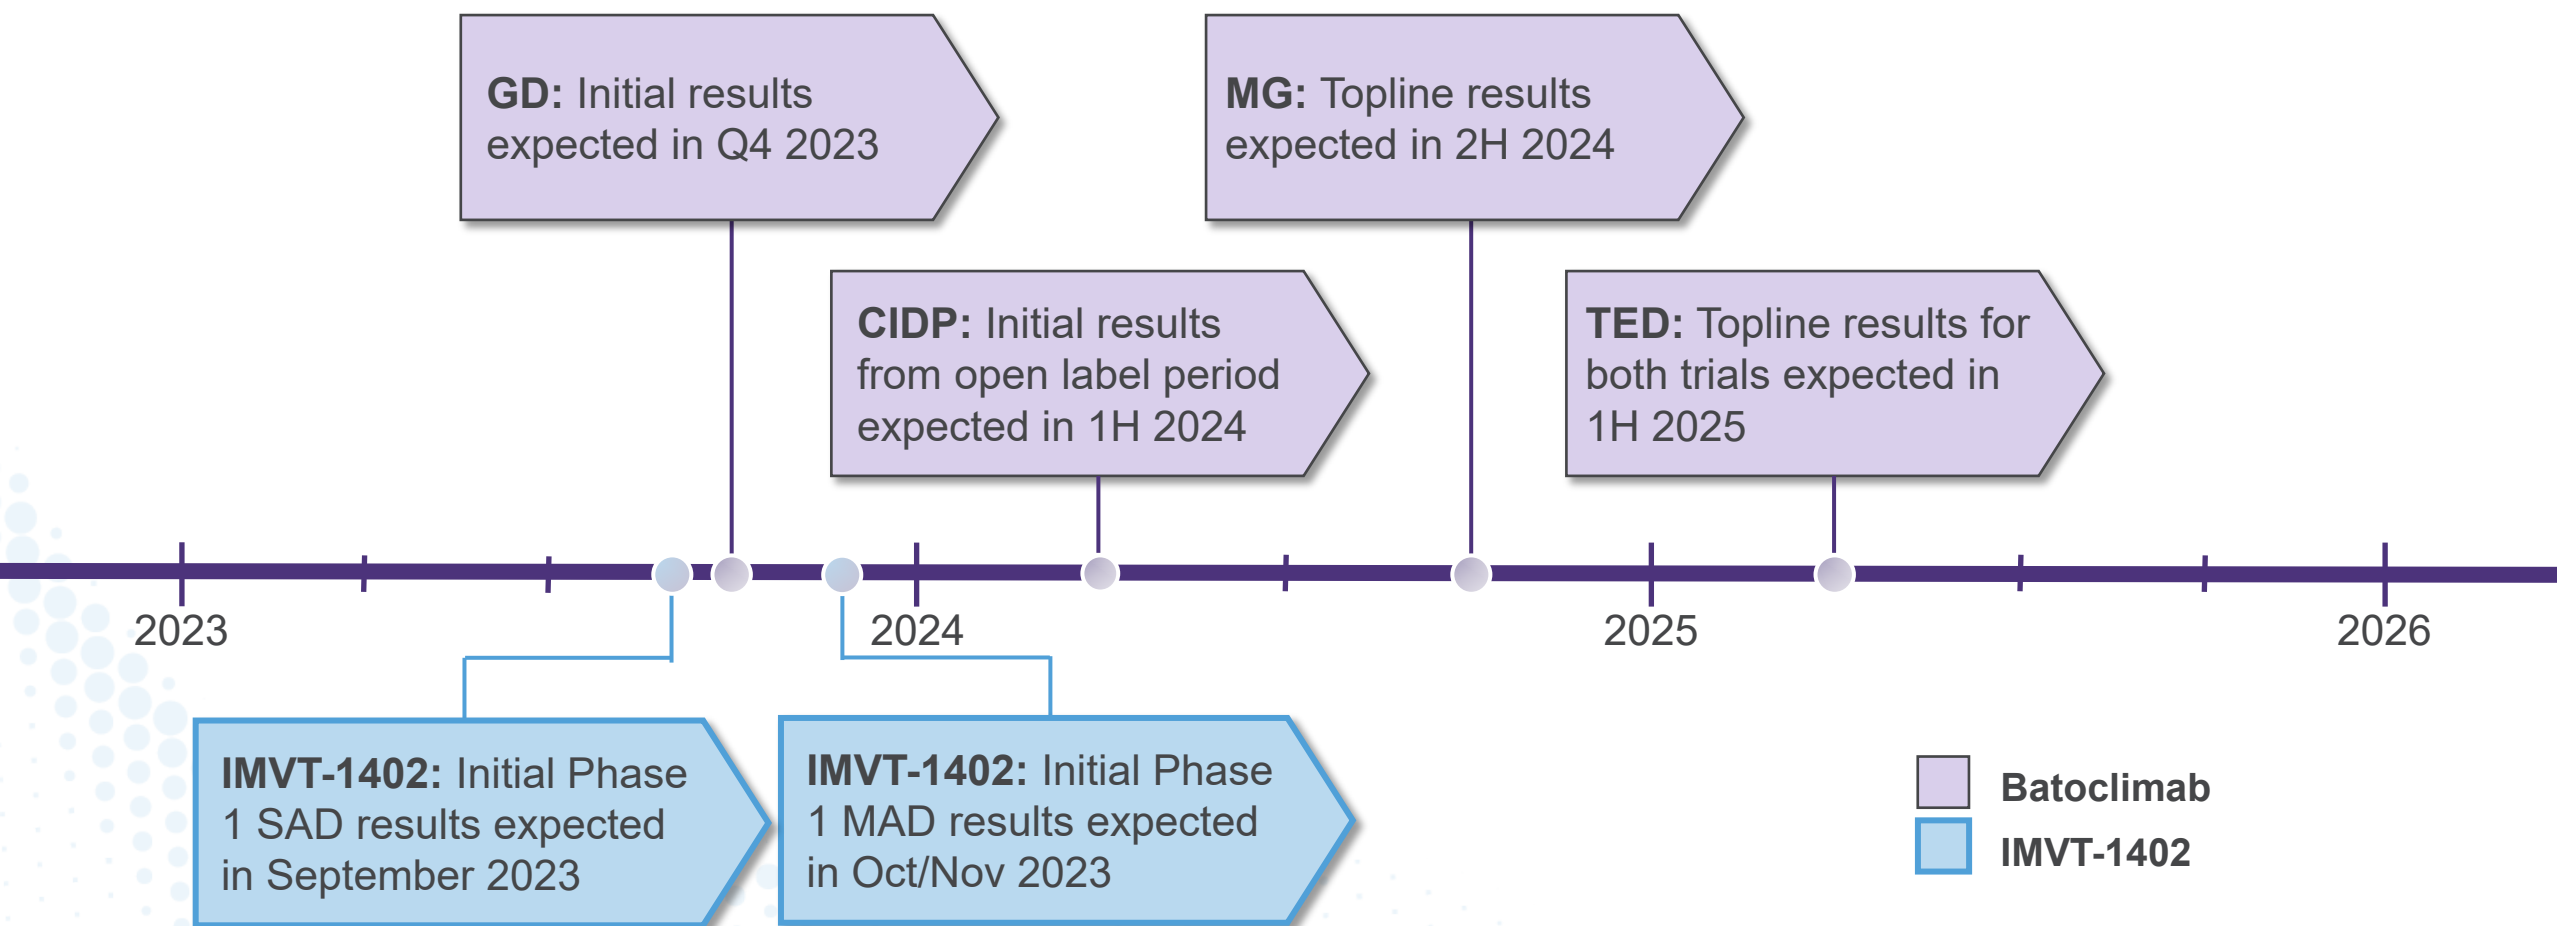 GD: Initial results
expected in Q4 2023
MG: Topline results
expected in 2H 2024
CIDP: Initial results
from open label period
expected in 1H 2024
TED: Topline results for
both trials expected in
1H 2025
2023
2024
2025
2026
IMVT-1402: Initial Phase
1 SAD results expected
in September 2023
IMVT-1402: Initial Phase
1 MAD results expected
in Oct/Nov 2023
Batoclimab
IMVT-1402